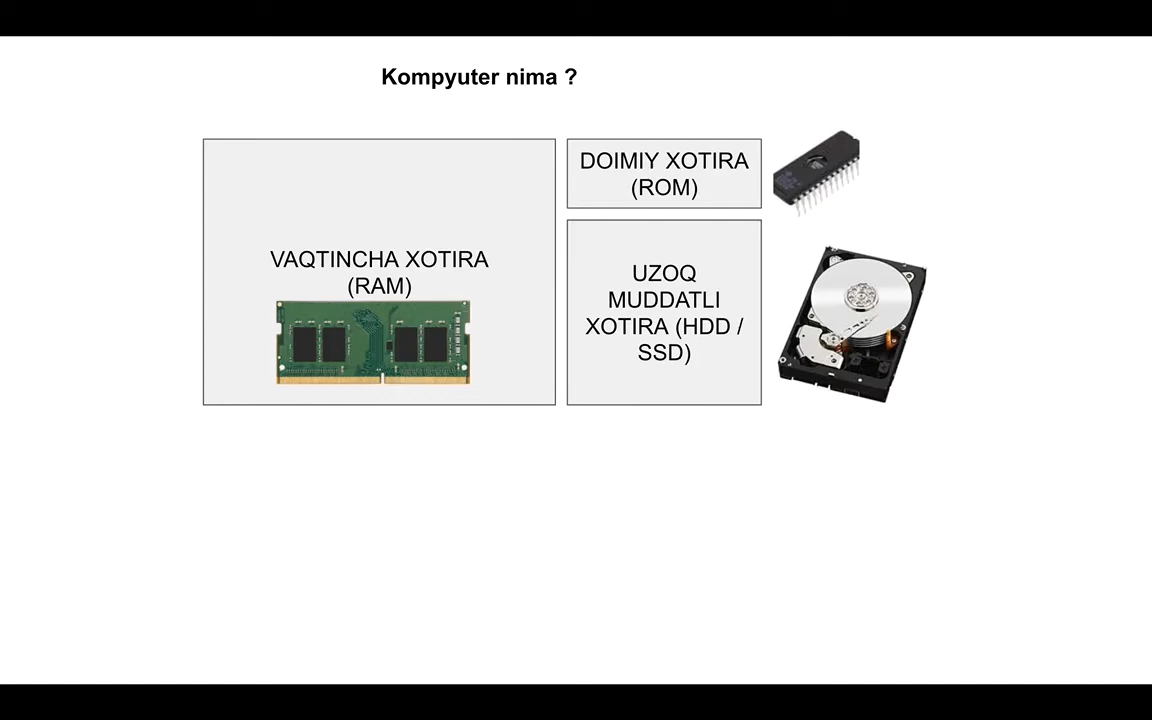 Kompyuter nima ?
VAQTINCHA XOTIRA
(RAM)
DOIMIY XOTIRA
(ROM)
UZOQ
MUDDATLI
XOTIRA (HDD /
SSD)